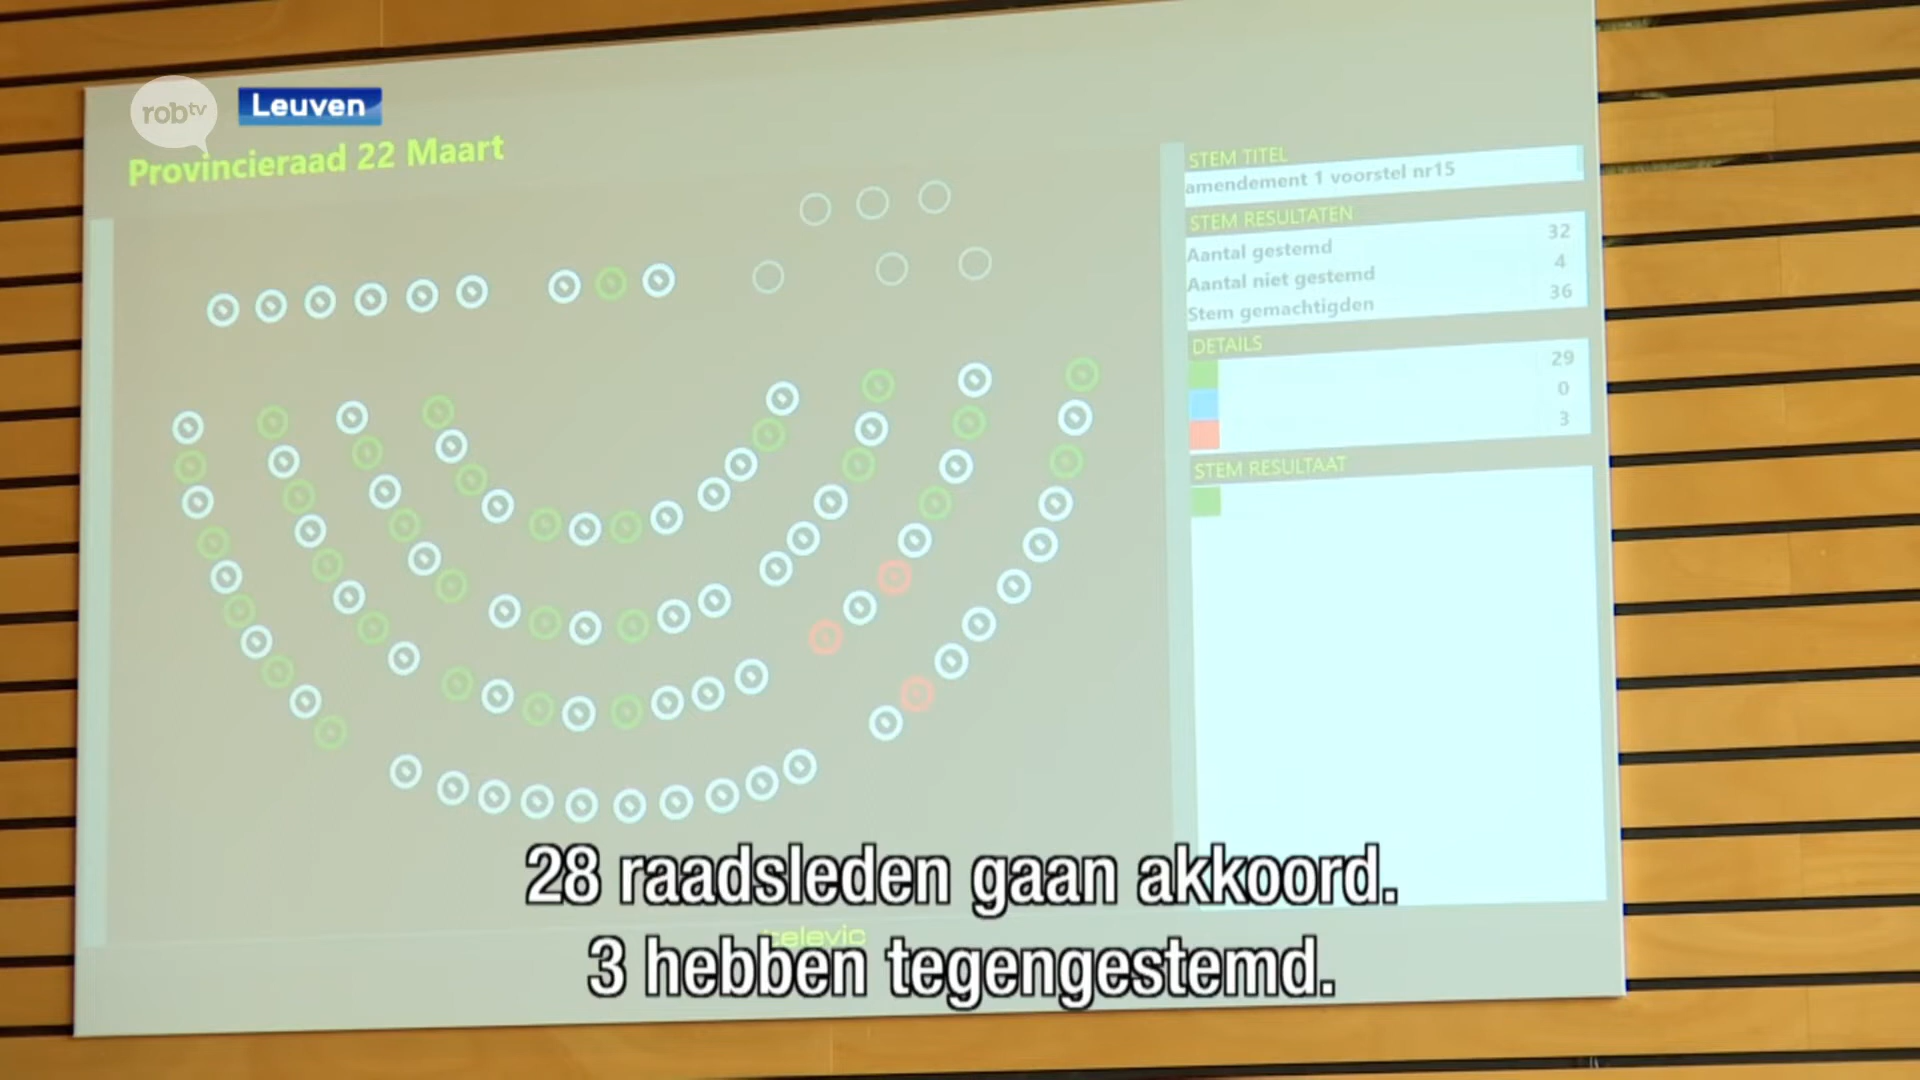 robtv
Leuven
Provincieraad 22 Maart
STEM TITEL
amendement 1 voorstel nr15
STEM RESULTATEN
Aantal gestemd 32
Aantal niet gestemd 4
Stem gemachtigden 36
DETAILS
29
0
3
STEM RESULTAAT
28 raadsleden gaan akkoord.
televic
3 hebben tegengestemd.